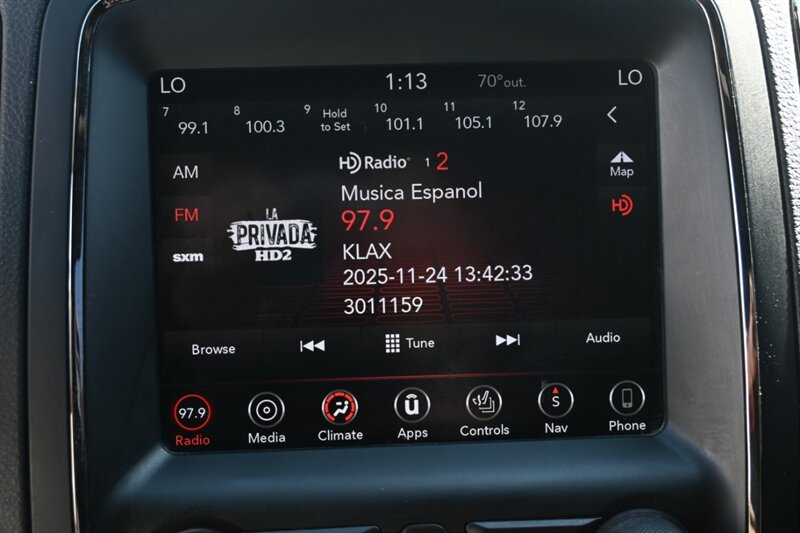 LO 1:13 70° out. LO
7 99.1 8 100.3 9 Hold to Set 10 101.1 11 105.1 12 107.9
AM
FM
sxm
LA
PRIVADA
HD2
HD Radio® 1 2
Musica Espanol
97.9
KLAX
2025-11-24 13:42:33
3011159
Map
HD
Browse Tune Audio
97.9 S
Radio Media Climate Apps Controls Nav Phone